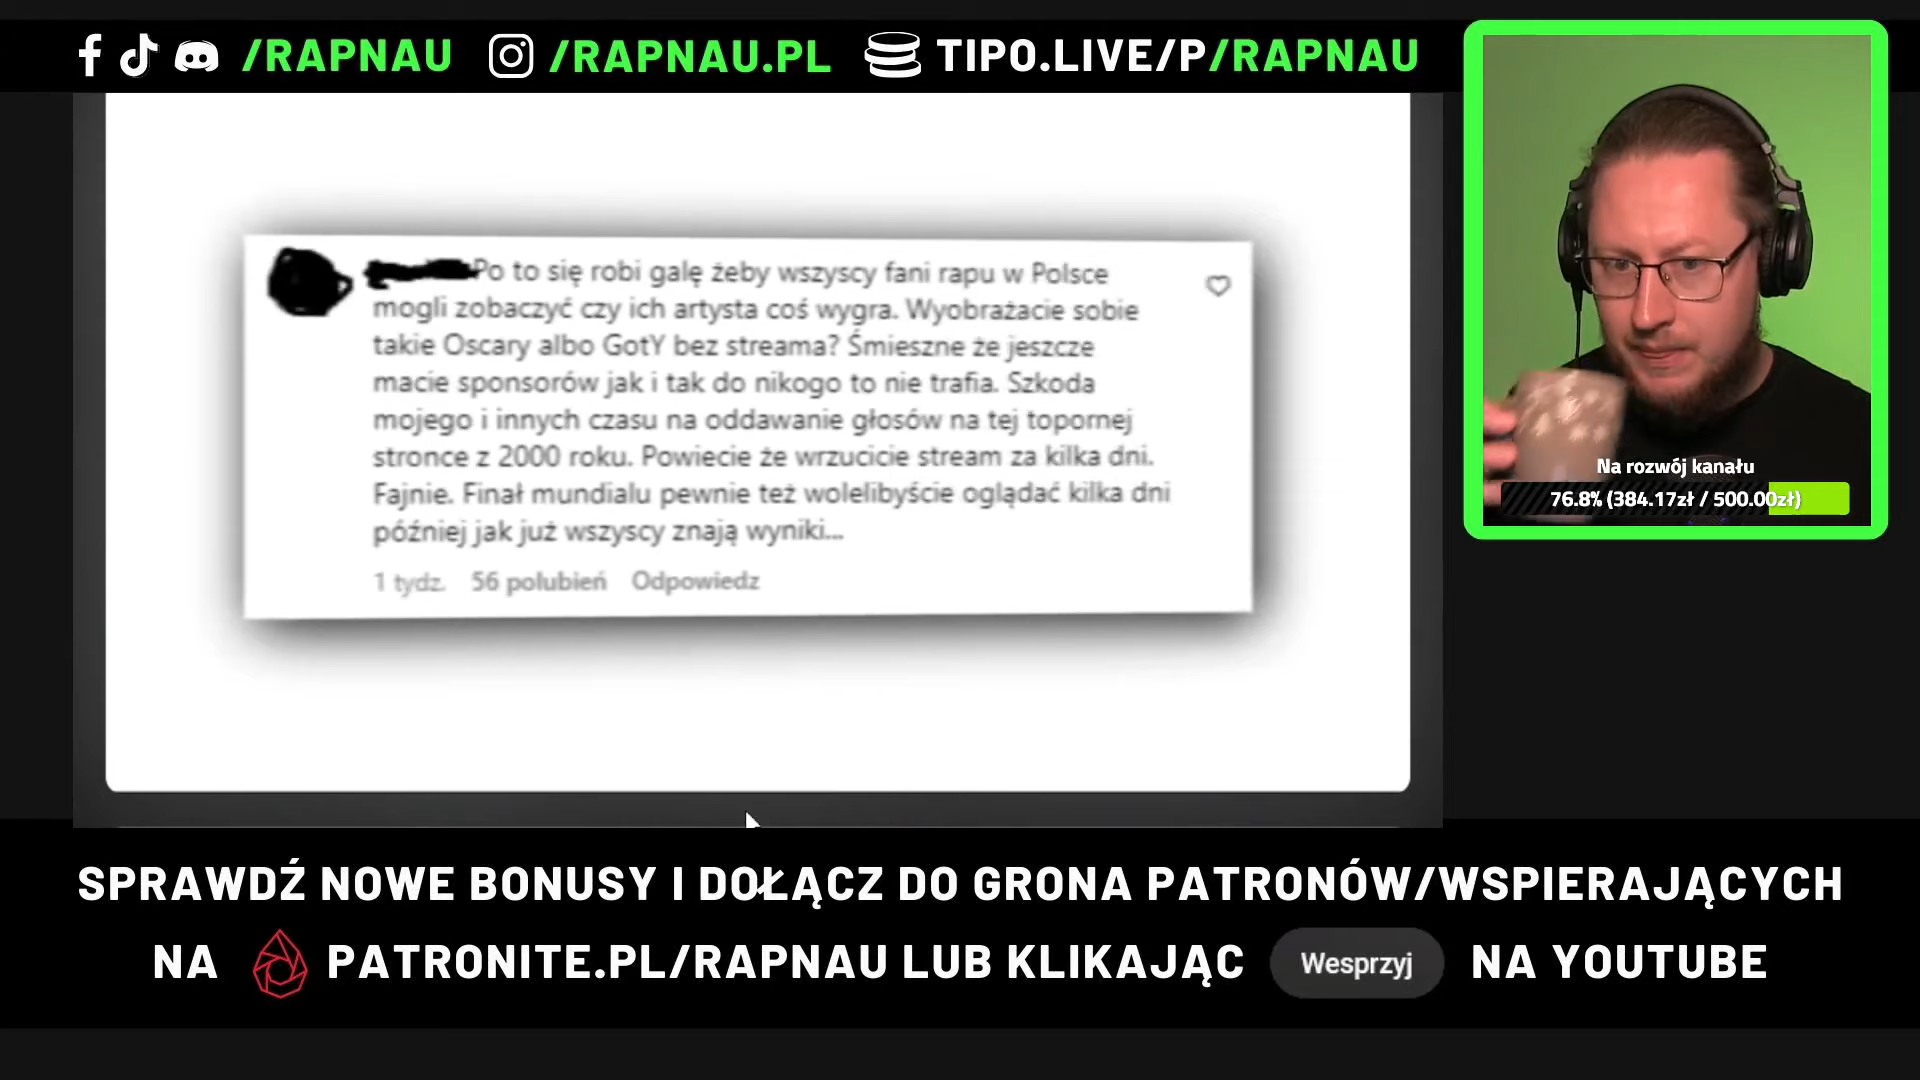 /RAPNAU /RAPNAU.PL TIPO.LIVE/P/RAPNAU
Po to się robi galę żeby wszyscy fani rapu w Polsce
mogli zobaczyć czy ich artysta coś wygra. Wyobrażacie sobie
takie Oscary albo GotY bez streama? Śmieszne że jeszcze
macie sponsorów jak i tak do nikogo to nie trafia. Szkoda
mojego i innych czasu na oddawanie głosów na tej topornej
stronce z 2000 roku. Powiecie że wrzucicie stream za kilka dni.
Fajnie. Finał mundialu pewnie też wolelibyście oglądać kilka dni
później jak już wszyscy znają wyniki...
1 tydz. 56 polubień Odpowiedz
Na rozwój kanału
76.8% (384.17zł / 500.00zł)
SPRAWDŹ NOWE BONUSY I DOŁĄCZ DO GRONA PATRONÓW/WSPIERAJĄCYCH
NA PATRONITE.PL/RAPNAU LUB KLIKAJĄC Wesprzyj NA YOUTUBE